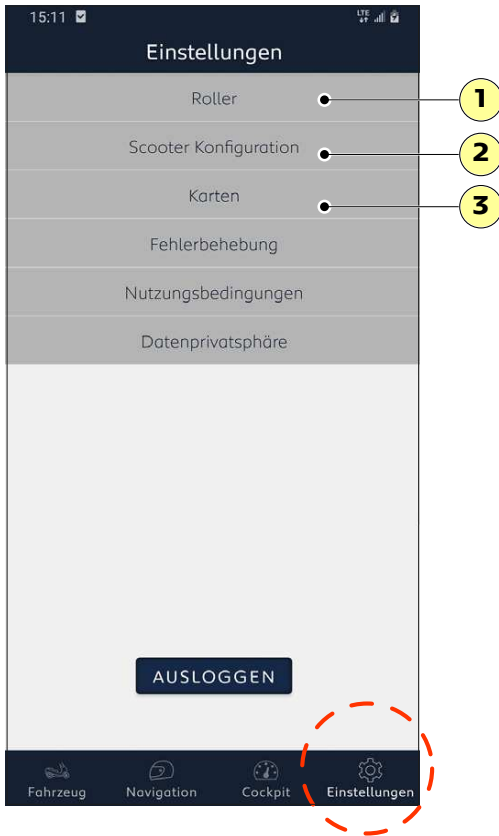 15:11 LTE
Einstellungen
Roller 1
Scooter Konfiguration 2
Karten 3
Fehlerbehebung
Nutzungsbedingungen
Datenprivatsphäre
AUSLOGGEN
Fahrzeug Navigation Cockpit Einstellungen